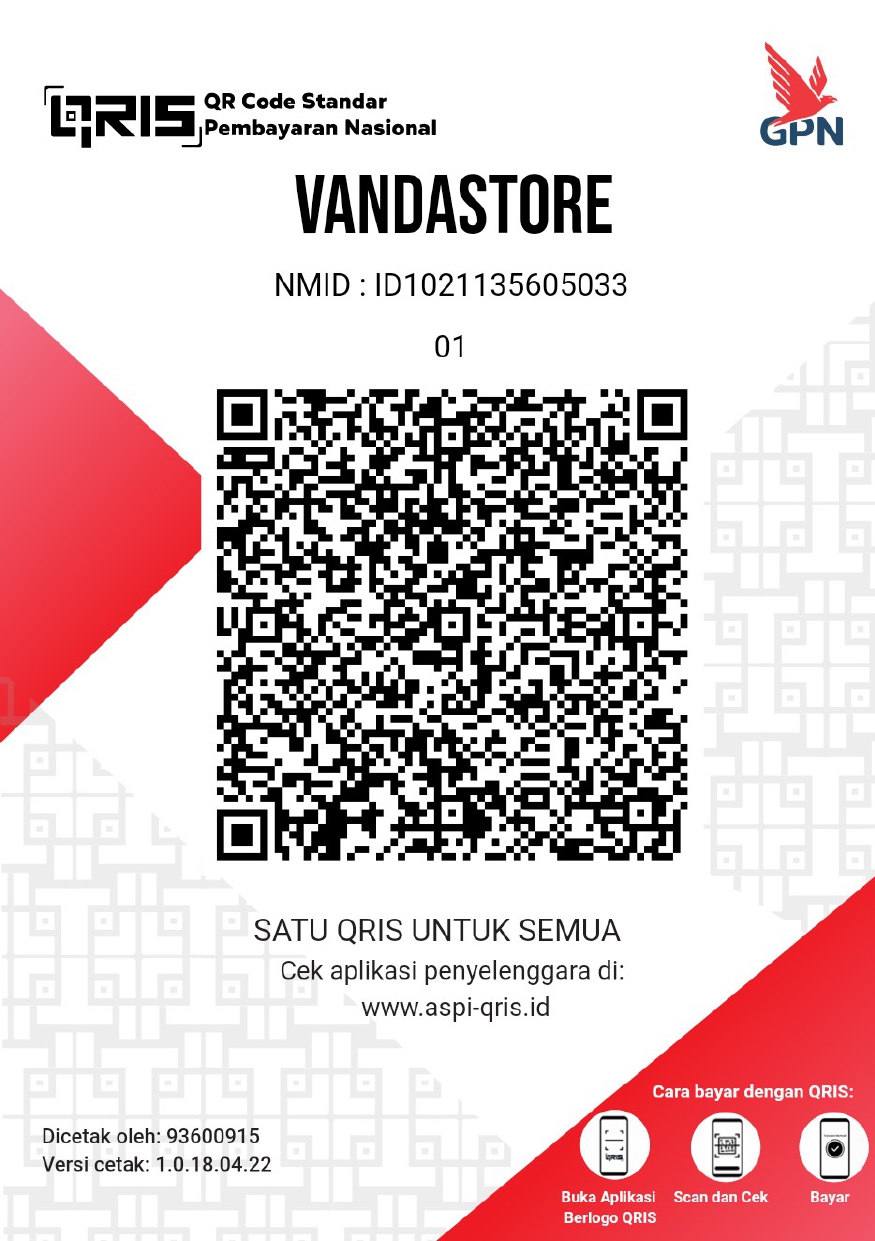 QRIS QR Code Standar
Pembayaran Nasional
GPN
VANDASTORE
NMID : ID1021135605033
01
SATU QRIS UNTUK SEMUA
Cek aplikasi penyelenggara di:
www.aspi-qris.id
Dicetak oleh: 93600915
Versi cetak: 1.0.18.04.22
Cara bayar dengan QRIS:
QRIS
Buka Aplikasi
Berlogo QRIS
Scan dan Cek
Bayar